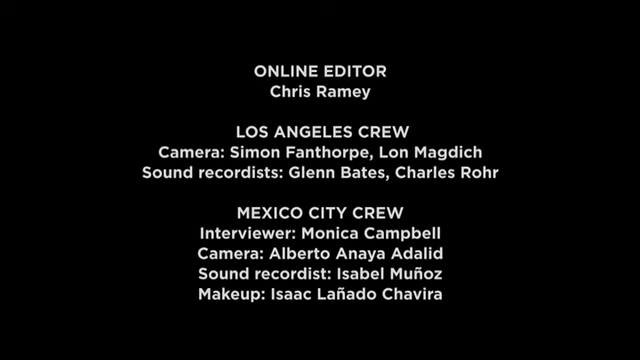 ONLINE EDITOR
Chris Ramey
LOS ANGELES CREW
Camera: Simon Fanthorpe, Lon Magdich
Sound recordists: Glenn Bates, Charles Rohr
MEXICO CITY CREW
Interviewer: Monica Campbell
Camera: Alberto Anaya Adalid
Sound recordist: Isabel Muñoz
Makeup: Isaac Lañado Chavira